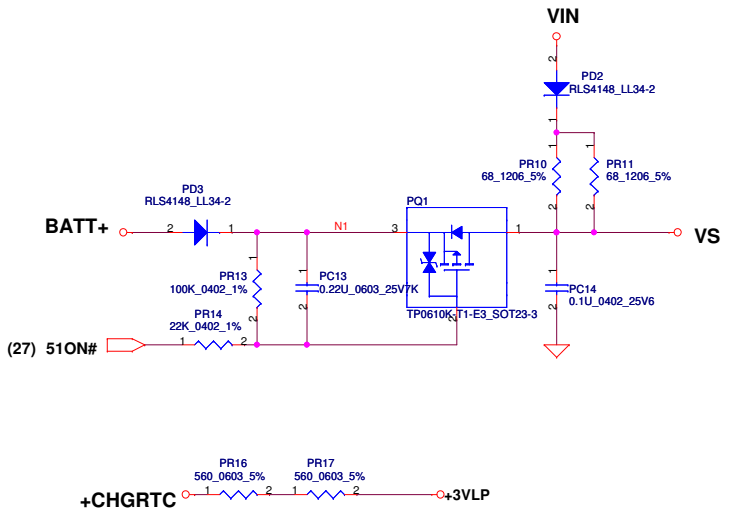 VIN
2
PD2
RLS4148_LL34-2
1
1
1
PR10
68_1206_5%
PR11
68_1206_5%
2
2
PD3
RLS4148_LL34-2
BATT+
2
1
N1
3
PQ1
1
VS
1
PR13
100K_0402_1%
2
1
PC13
0.22U_0603_25V7K
2
2
TP0610K-T1-E3_SOT23-3
1
PC14
0.1U_0402_25V6
2
PR14
22K_0402_1%
(27) 51ON#
1
2
PR16
560_0603_5%
PR17
560_0603_5%
+CHGRTC
1
2
1
2
+3VLP